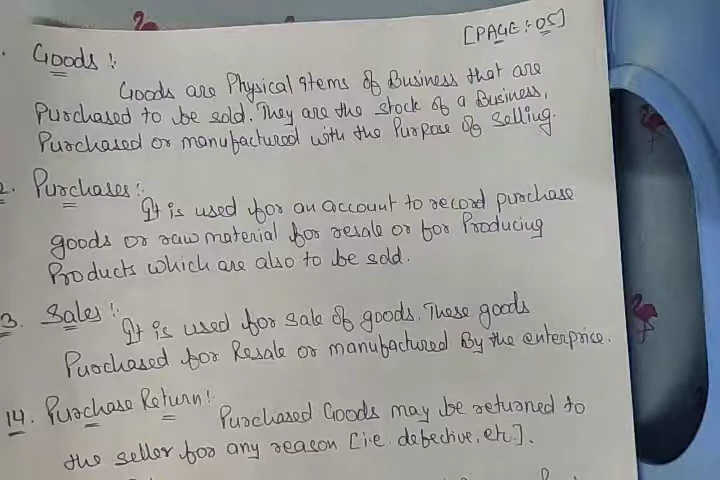 [PAGE:05]
Goods:
Goods are Physical items of Business that are
Purchased to be sold. They are the stock of a Business,
Purchased or manufactured with the Purpose of Selling.
2. Purchases:
It is used for an account to record purchase
goods or raw material for resale or for Producing
Products which are also to be sold.
3. Sales:
It is used for sale of goods. These goods
Purchased for Resale or manufactured By the enterprise.
14. Purchase Return:
Purchased Goods may be returned to
the seller for any reason [i.e. defective, etc.].